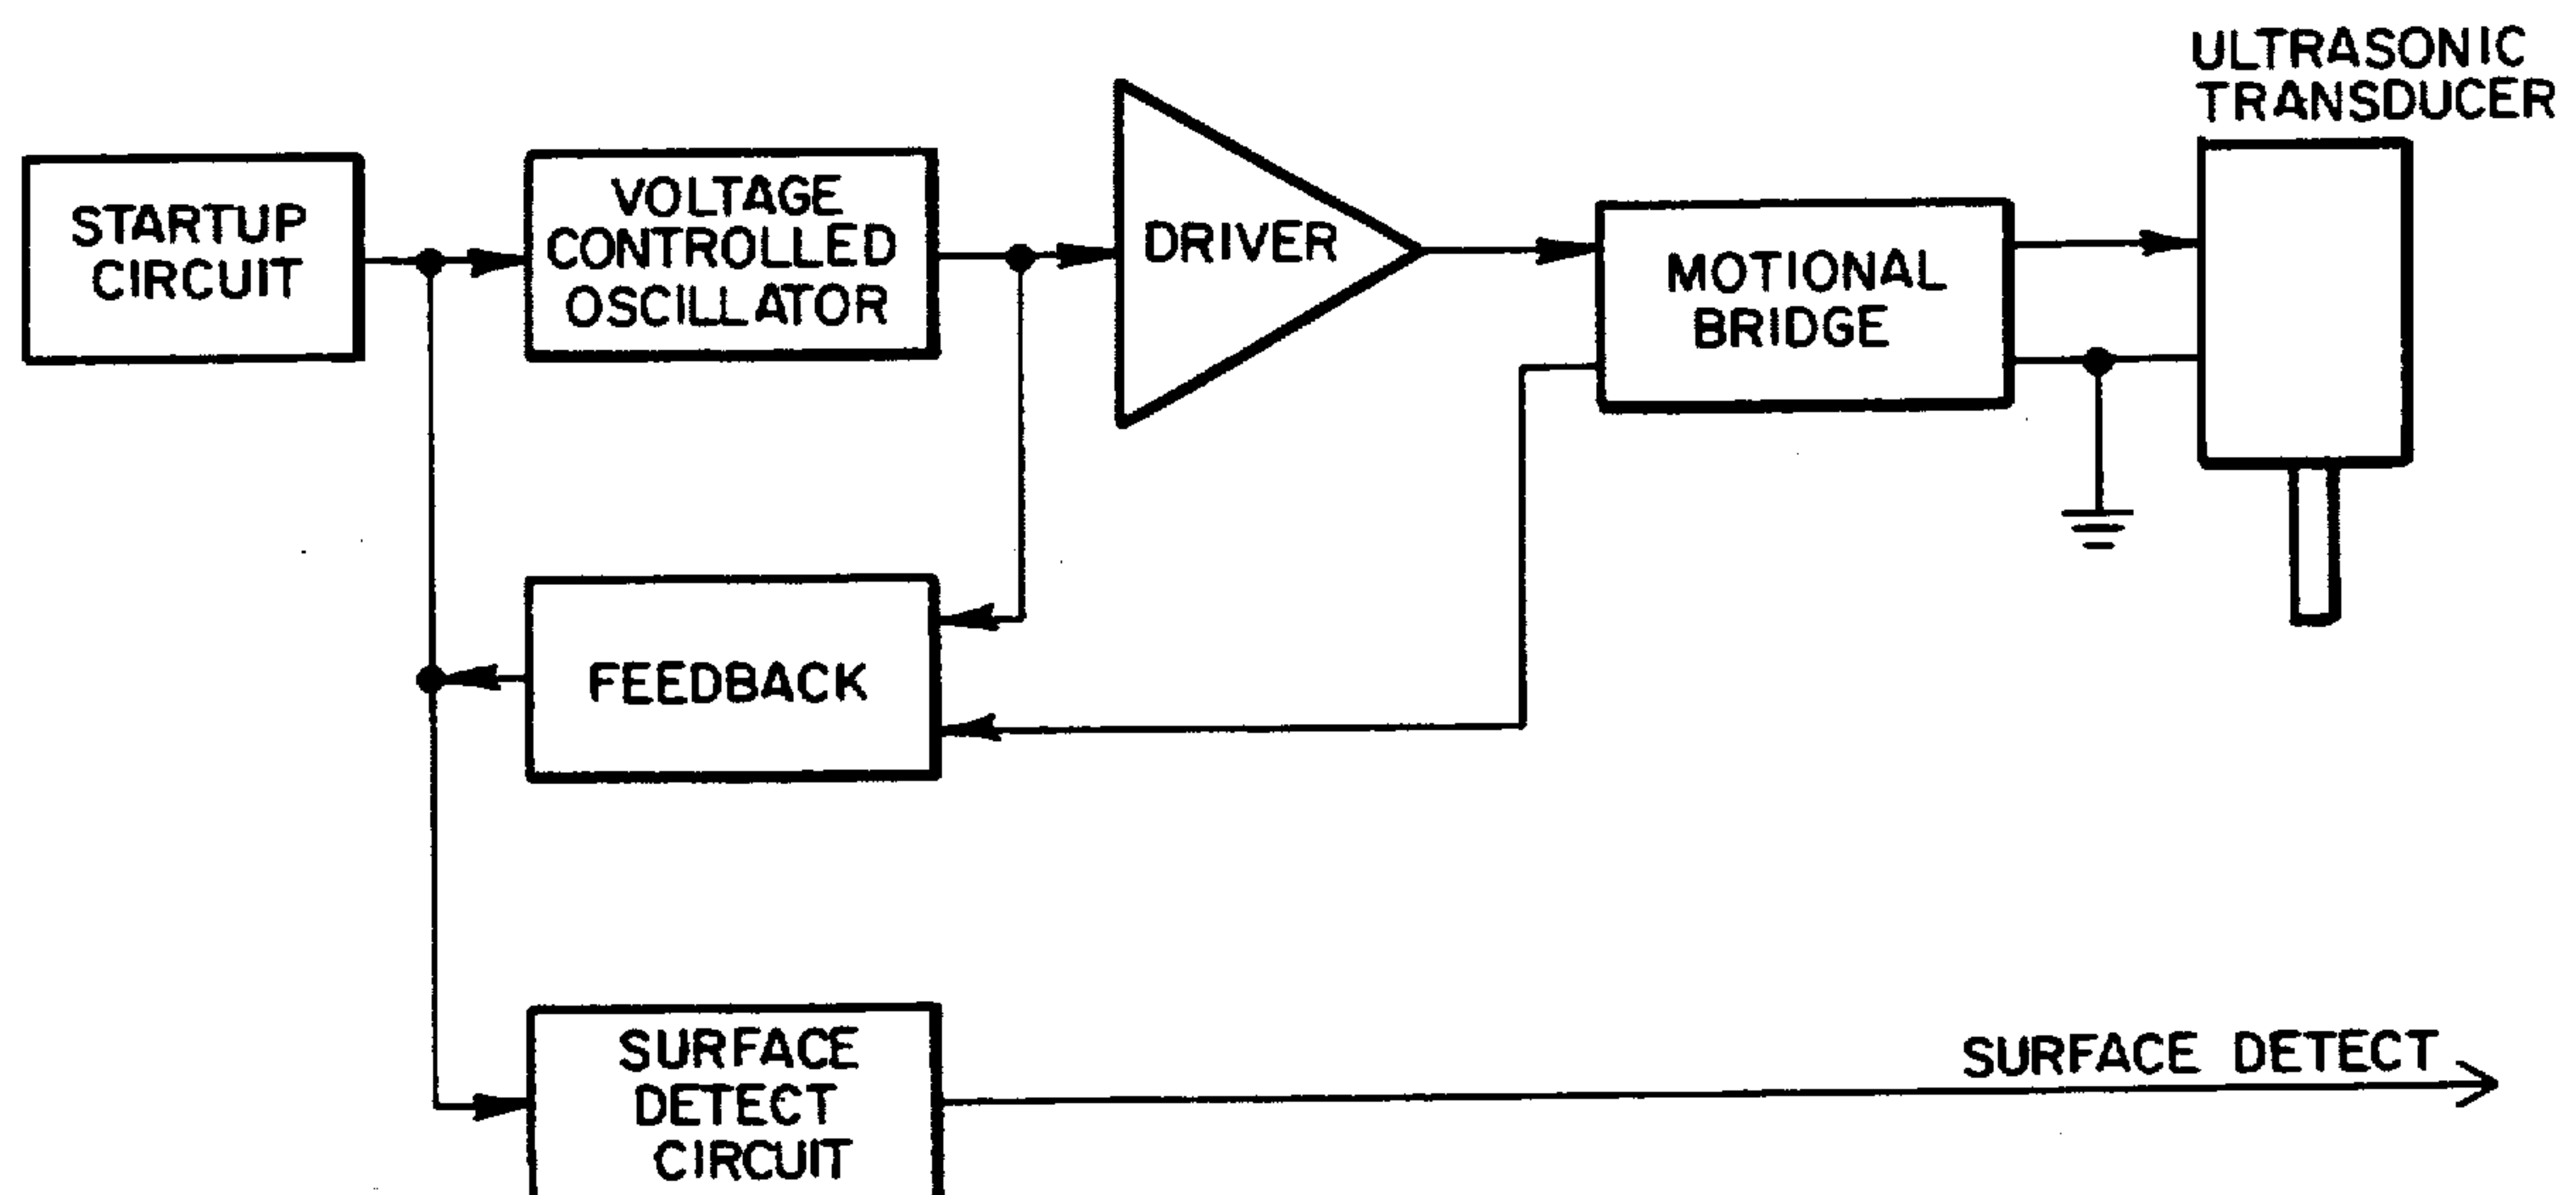 ULTRASONIC
TRANSDUCER
STARTUP
CIRCUIT
VOLTAGE
CONTROLLED
OSCILLATOR
DRIVER
MOTIONAL
BRIDGE
FEEDBACK
SURFACE
DETECT
CIRCUIT
SURFACE DETECT